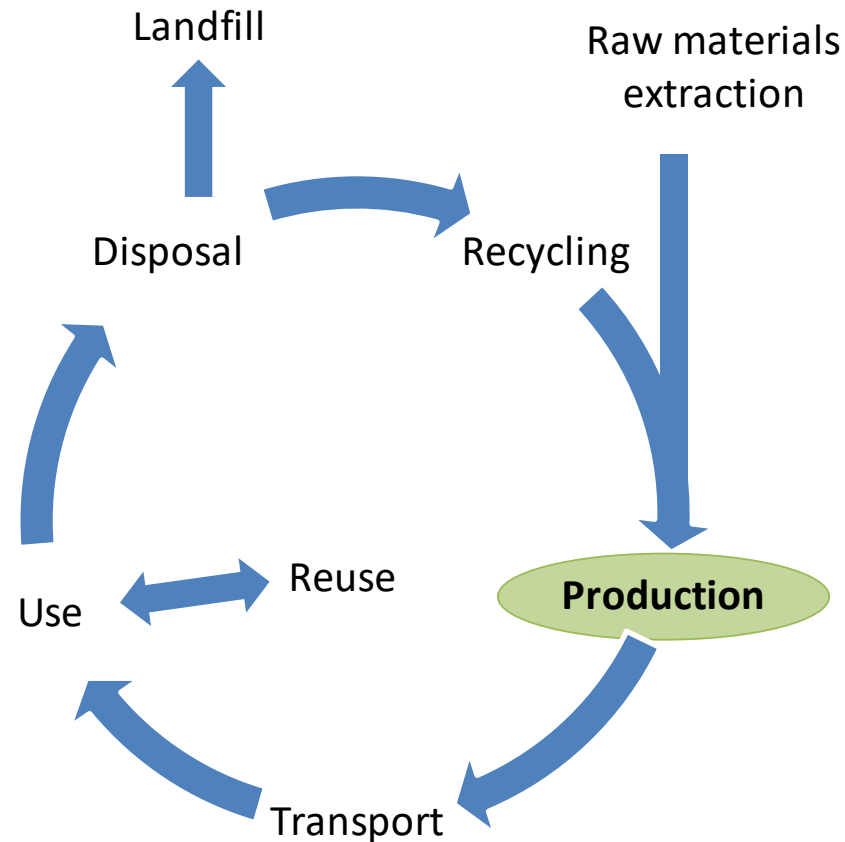 Landfill
Raw materials
extraction
Disposal
Recycling
Reuse
Production
Use
Transport